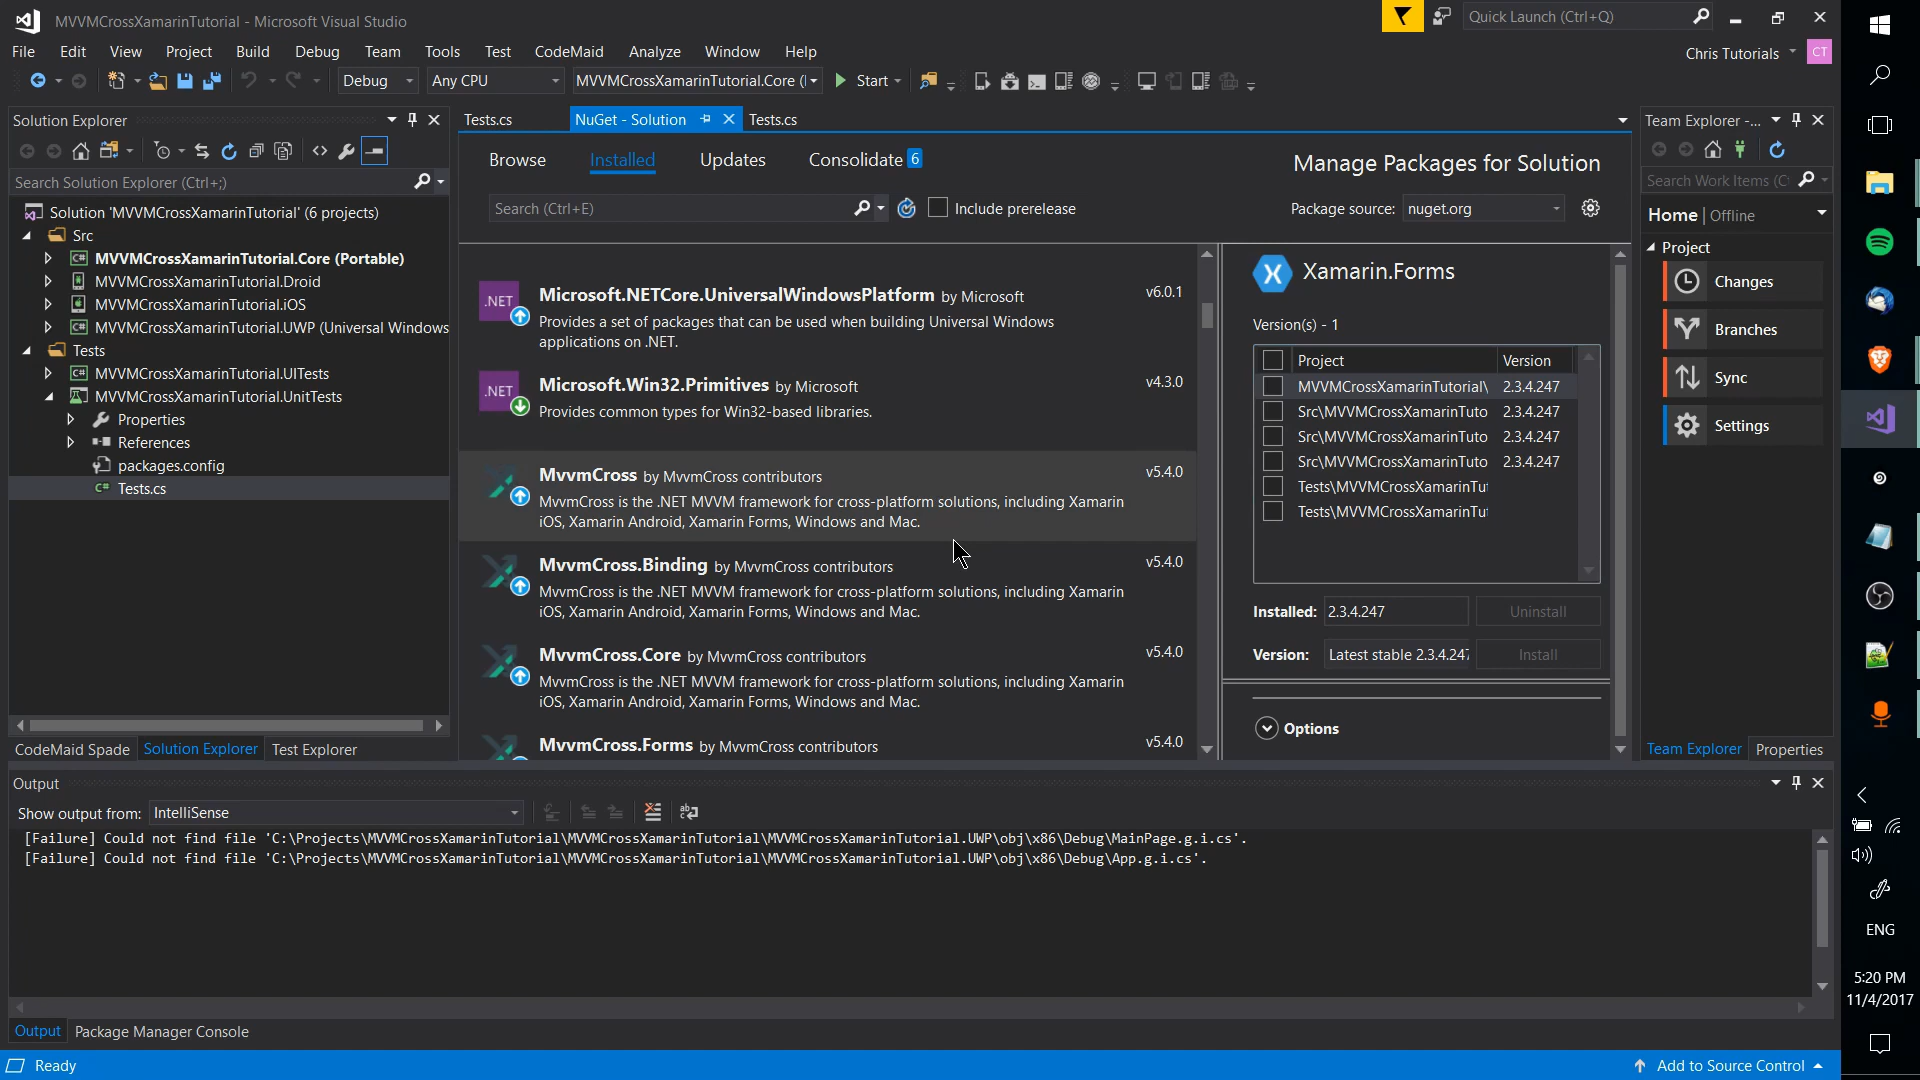 MVVMCrossXamarinTutorial - Microsoft Visual Studio
Quick Launch (Ctrl+Q)
File Edit View Project Build Debug Team Tools Test CodeMaid Analyze Window Help
Chris Tutorials CT
Debug Any CPU MVVMCrossXamarinTutorial.Core ( Start
Solution Explorer
Search Solution Explorer (Ctrl+;)
Solution 'MVVMCrossXamarinTutorial' (6 projects)
Src
C# MVVMCrossXamarinTutorial.Core (Portable)
MVVMCrossXamarinTutorial.Droid
MVVMCrossXamarinTutorial.iOS
C# MVVMCrossXamarinTutorial.UWP (Universal Windows
Tests
C# MVVMCrossXamarinTutorial.UITests
MVVMCrossXamarinTutorial.UnitTests
Properties
References
packages.config
C# Tests.cs
CodeMaid Spade Solution Explorer Test Explorer
Tests.cs NuGet - Solution Tests.cs
Browse Installed Updates Consolidate 6
Manage Packages for Solution
Search (Ctrl+E) Include prerelease
Package source: nuget.org
.NET Microsoft.NETCore.UniversalWindowsPlatform by Microsoft v6.0.1
Provides a set of packages that can be used when building Universal Windows
applications on .NET.
.NET Microsoft.Win32.Primitives by Microsoft v4.3.0
Provides common types for Win32-based libraries.
MvvmCross by MvvmCross contributors v5.4.0
MvvmCross is the .NET MVVM framework for cross-platform solutions, including Xamarin
iOS, Xamarin Android, Xamarin Forms, Windows and Mac.
MvvmCross.Binding by MvvmCross contributors v5.4.0
MvvmCross is the .NET MVVM framework for cross-platform solutions, including Xamarin
iOS, Xamarin Android, Xamarin Forms, Windows and Mac.
MvvmCross.Core by MvvmCross contributors v5.4.0
MvvmCross is the .NET MVVM framework for cross-platform solutions, including Xamarin
iOS, Xamarin Android, Xamarin Forms, Windows and Mac.
MvvmCross.Forms by MvvmCross contributors v5.4.0
Xamarin.Forms
Version(s) - 1
Project Version
MVVMCrossXamarinTutorial\ 2.3.4.247
Src\MVVMCrossXamarinTuto 2.3.4.247
Src\MVVMCrossXamarinTuto 2.3.4.247
Src\MVVMCrossXamarinTuto 2.3.4.247
Tests\MVVMCrossXamarinTut
Tests\MVVMCrossXamarinTut
Installed: 2.3.4.247 Uninstall
Version: Latest stable 2.3.4.247 Install
Options
Team Explorer -...
Search Work Items (C
Home | Offline
Project
Changes
Branches
Sync
Settings
Team Explorer Properties
Output
Show output from: IntelliSense
[Failure] Could not find file 'C:\Projects\MVVMCrossXamarinTutorial\MVVMCrossXamarinTutorial\MVVMCrossXamarinTutorial.UWP\obj\x86\Debug\MainPage.g.i.cs'.
[Failure] Could not find file 'C:\Projects\MVVMCrossXamarinTutorial\MVVMCrossXamarinTutorial\MVVMCrossXamarinTutorial.UWP\obj\x86\Debug\App.g.i.cs'.
Output Package Manager Console
Ready
Add to Source Control
ENG
5:20 PM
11/4/2017